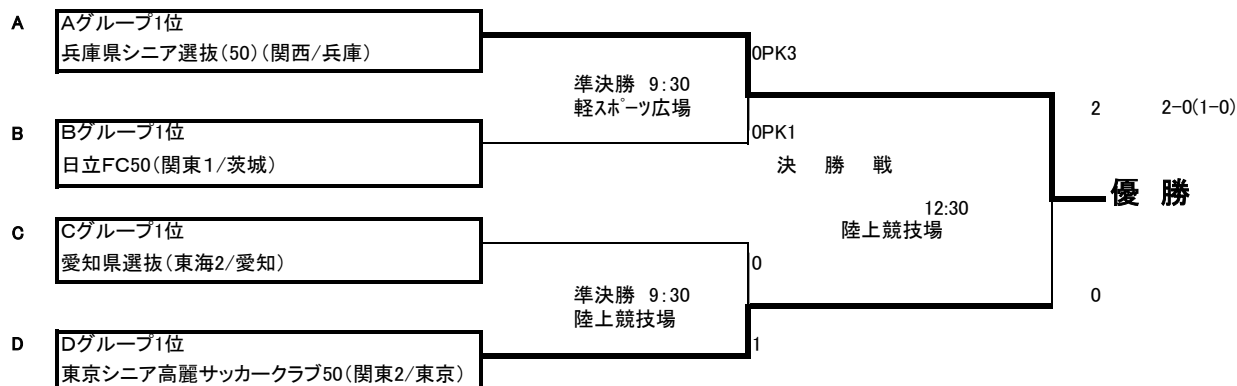 A
Aグループ1位
兵庫県シニア選抜(50)(関西/兵庫)
0PK3
準決勝 9:30
軽スポーツ広場
2 2-0(1-0)
B
Bグループ1位
0PK1
日立FC50(関東1/茨城)
決 勝 戦
優 勝
12:30
陸上競技場
C
Cグループ1位
愛知県選抜(東海2/愛知)
0
準決勝 9:30
陸上競技場
0
D
Dグループ1位
1
東京シニア高麗サッカークラブ50(関東2/東京)